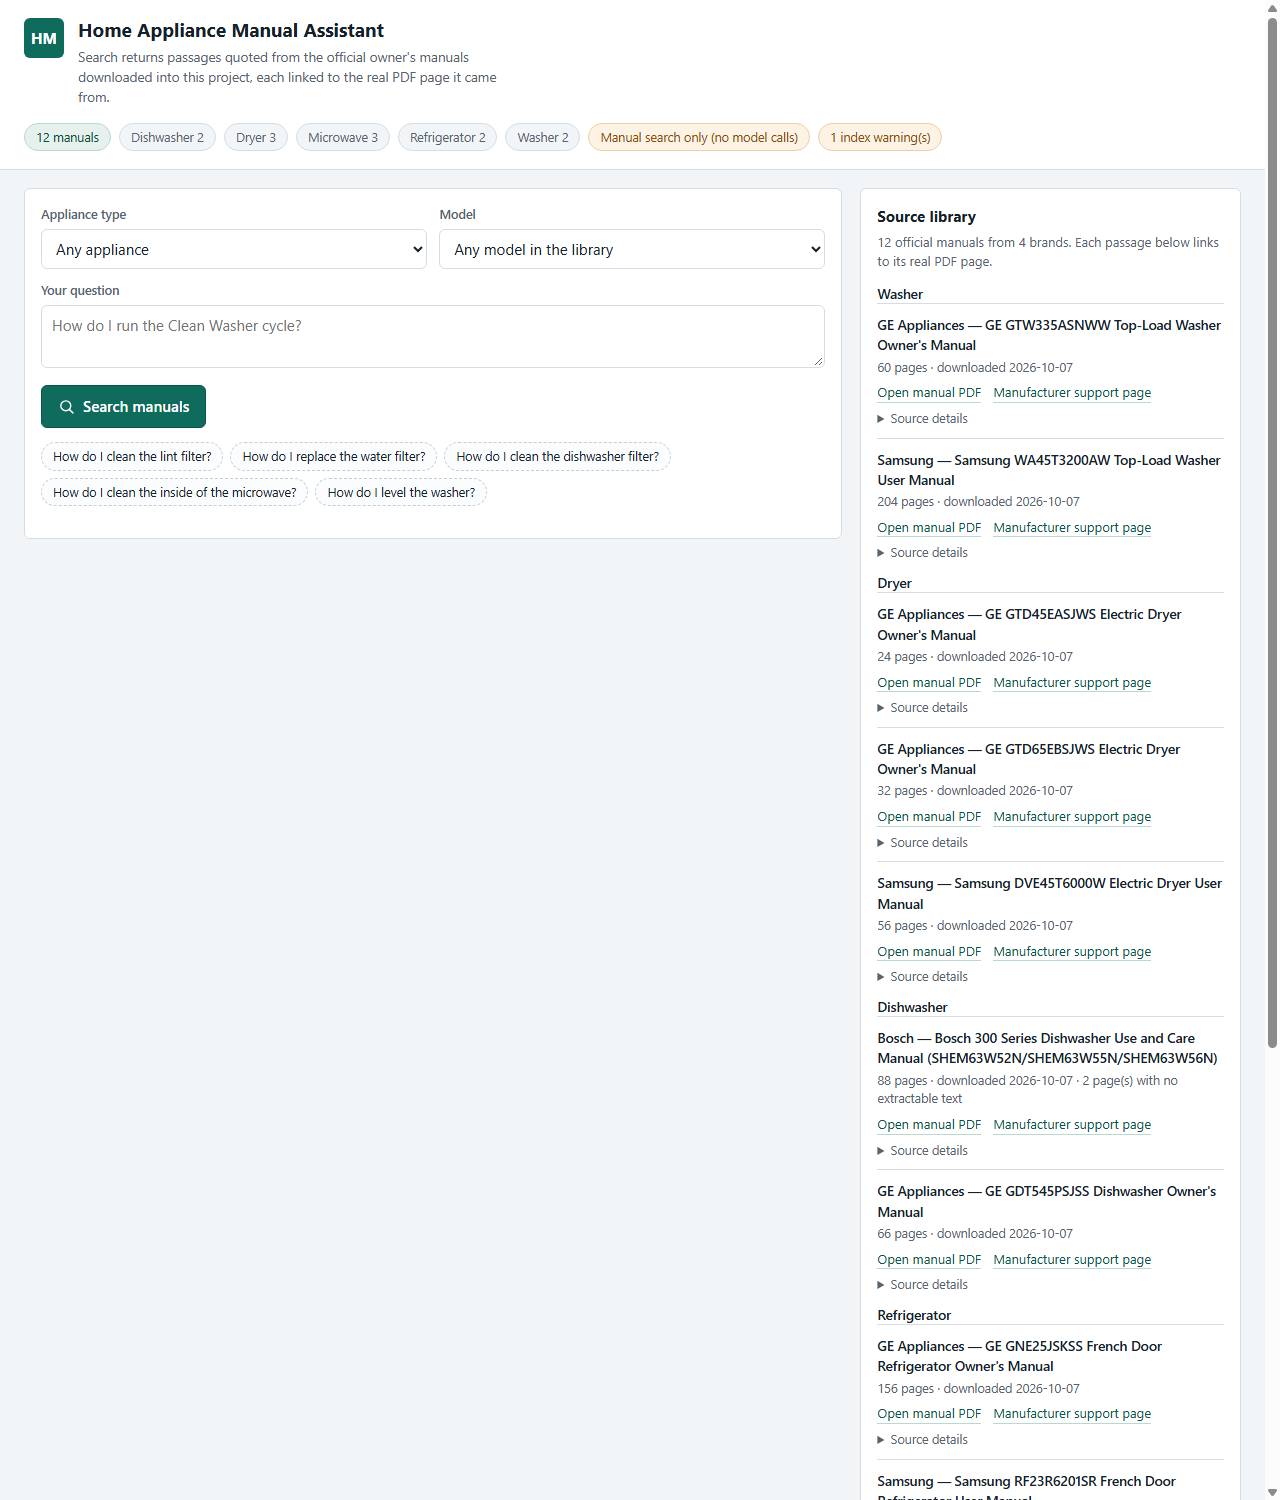 HM
Home Appliance Manual Assistant
Search returns passages quoted from the official owner's manuals
downloaded into this project, each linked to the real PDF page it came
from.
12 manuals
Dishwasher 2
Dryer 3
Microwave 3
Refrigerator 2
Washer 2
Manual search only (no model calls)
1 index warning(s)
Appliance type
Model
Any appliance
Any model in the library
Your question
How do I run the Clean Washer cycle?
Search manuals
How do I clean the lint filter?
How do I replace the water filter?
How do I clean the dishwasher filter?
How do I clean the inside of the microwave?
How do I level the washer?
Source library
12 official manuals from 4 brands. Each passage below links
to its real PDF page.
Washer
GE Appliances — GE GTW335ASNWW Top-Load Washer
Owner's Manual
60 pages · downloaded 2026-10-07
Open manual PDF Manufacturer support page
Source details
Samsung — Samsung WA45T3200AW Top-Load Washer
User Manual
204 pages · downloaded 2026-10-07
Open manual PDF Manufacturer support page
Source details
Dryer
GE Appliances — GE GTD45EASJWS Electric Dryer
Owner's Manual
24 pages · downloaded 2026-10-07
Open manual PDF Manufacturer support page
Source details
GE Appliances — GE GTD65EBSJWS Electric Dryer
Owner's Manual
32 pages · downloaded 2026-10-07
Open manual PDF Manufacturer support page
Source details
Samsung — Samsung DVE45T6000W Electric Dryer User
Manual
56 pages · downloaded 2026-10-07
Open manual PDF Manufacturer support page
Source details
Dishwasher
Bosch — Bosch 300 Series Dishwasher Use and Care
Manual (SHEM63W52N/SHEM63W55N/SHEM63W56N)
88 pages · downloaded 2026-10-07 · 2 page(s) with no
extractable text
Open manual PDF Manufacturer support page
Source details
GE Appliances — GE GDT545PSJSS Dishwasher Owner's
Manual
66 pages · downloaded 2026-10-07
Open manual PDF Manufacturer support page
Source details
Refrigerator
GE Appliances — GE GNE25JSKSS French Door
Refrigerator Owner's Manual
156 pages · downloaded 2026-10-07
Open manual PDF Manufacturer support page
Source details
Samsung — Samsung RF23R6201SR French Door
Refrigerator User Manual